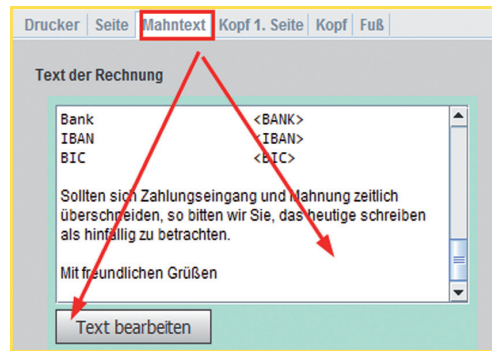 Drucker Seite Mahntext Kopf 1. Seite Kopf Fuß
Text der Rechnung
Bank <BANK>
IBAN <IBAN>
BIC <BIC>
Sollten sich Zahlungseingang und Mahnung zeitlich
überschneiden, so bitten wir Sie, das heutige schreiben
als hinfällig zu betrachten.
Mit freundlichen Grüßen
Text bearbeiten